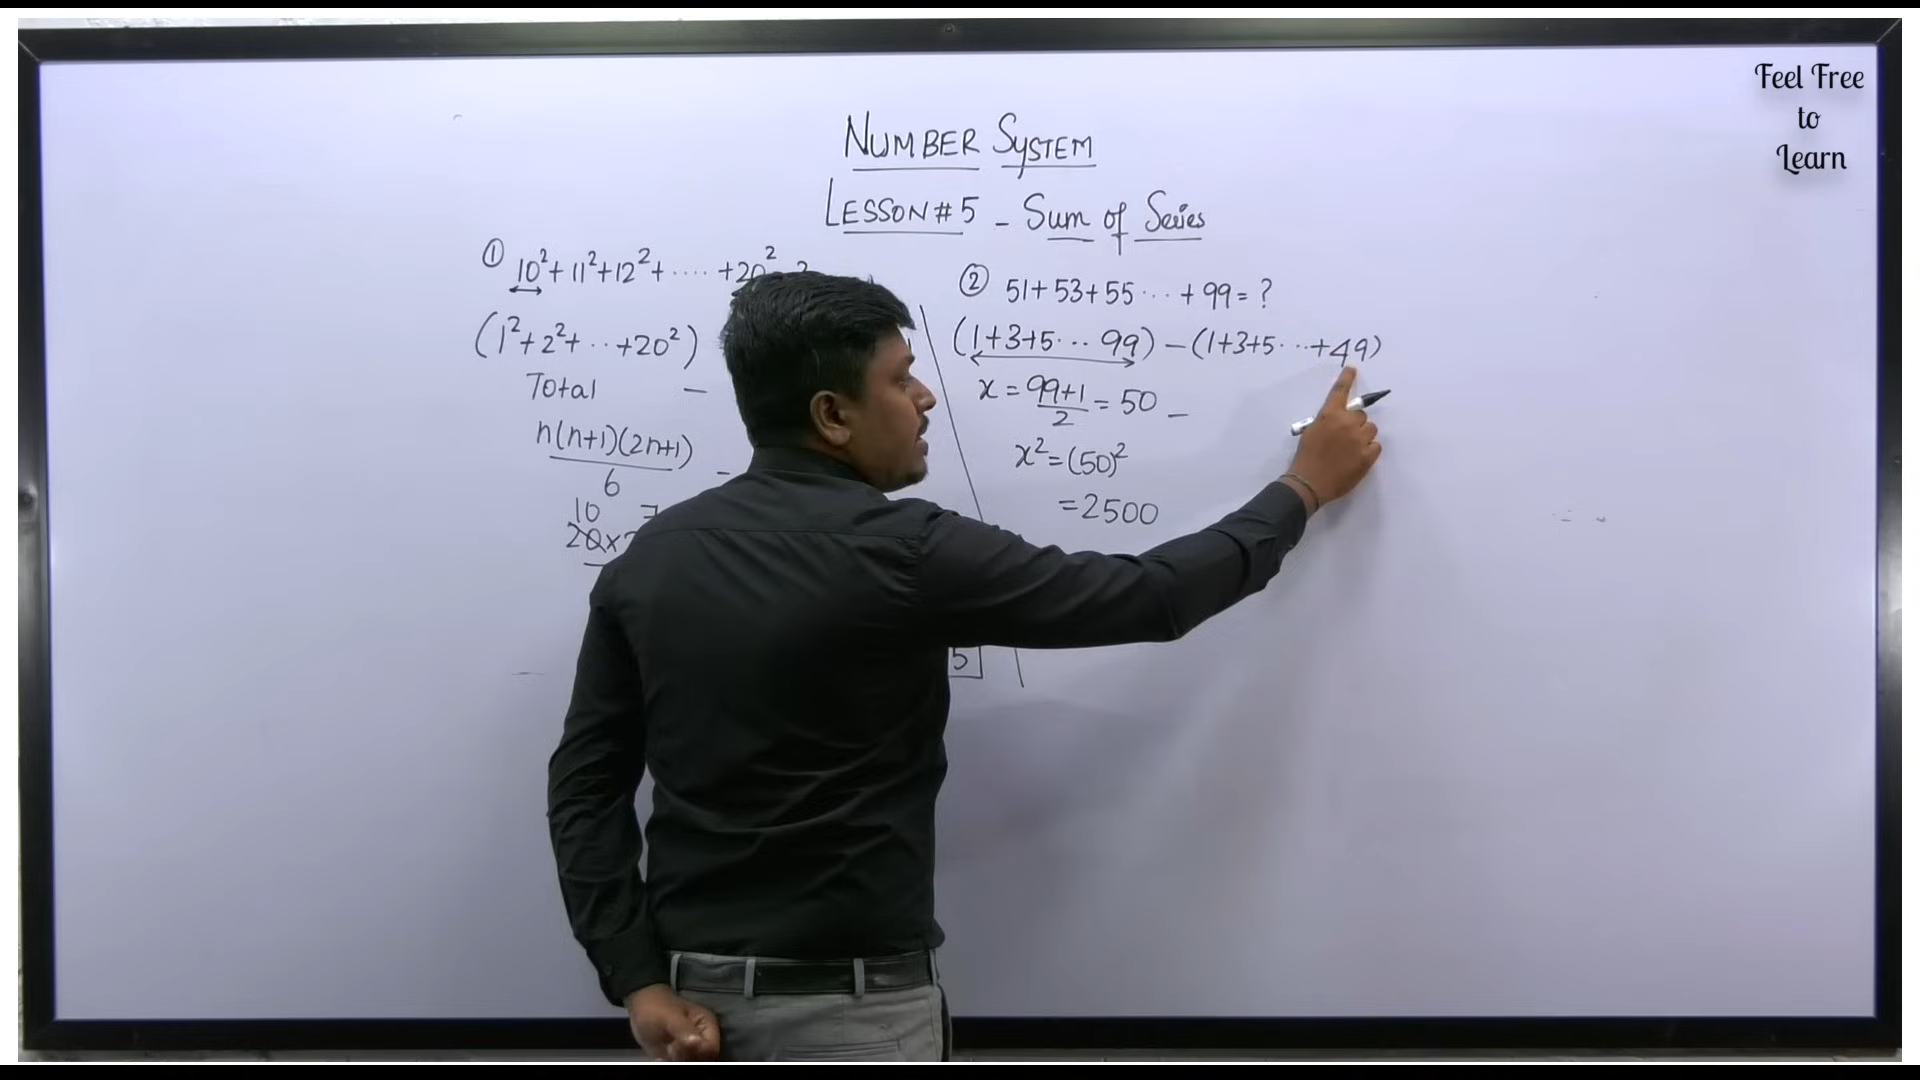 Feel Free
to
Learn
NUMBER SYSTEM
LESSON # 5 - Sum of Series
① 10²+11²+12²+ ···· +20²
(1²+2²+ ·· +20²)
Total −
n(n+1)(2n+1)
6
10 7
20×
5
② 51+53+55 ··· + 99 = ?
(1+3+5··· 99) − (1+3+5···+49)
x = 99+1 = 50 −
2
x² = (50)²
= 2500